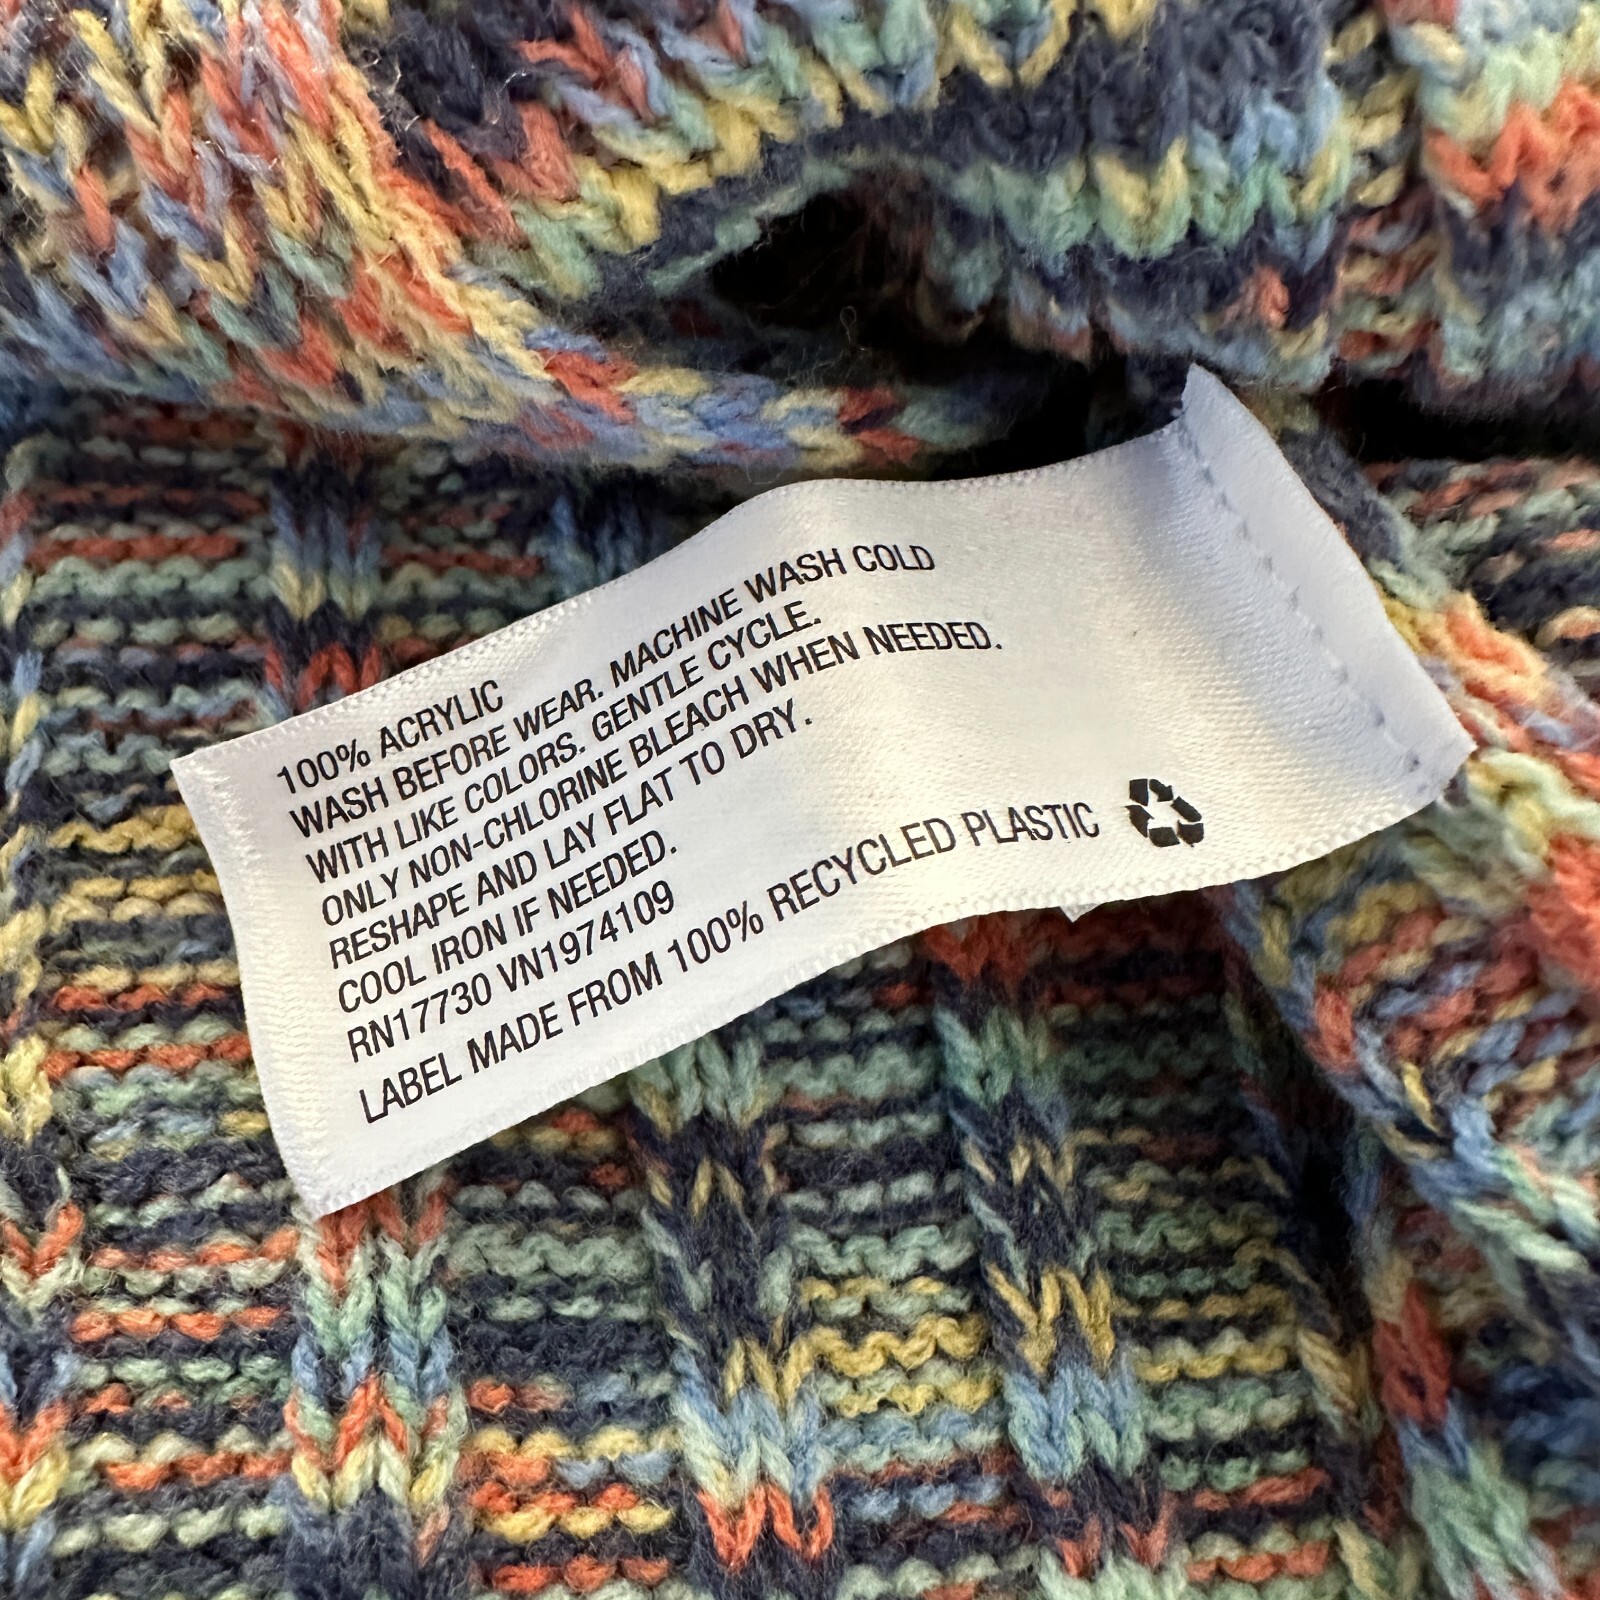 100% ACRYLIC
WASH BEFORE WEAR. MACHINE WASH COLD
WITH LIKE COLORS. GENTLE CYCLE.
ONLY NON-CHLORINE BLEACH WHEN NEEDED.
RESHAPE AND LAY FLAT TO DRY.
COOL IRON IF NEEDED.
RN17730 VN1974109
LABEL MADE FROM 100% RECYCLED PLASTIC